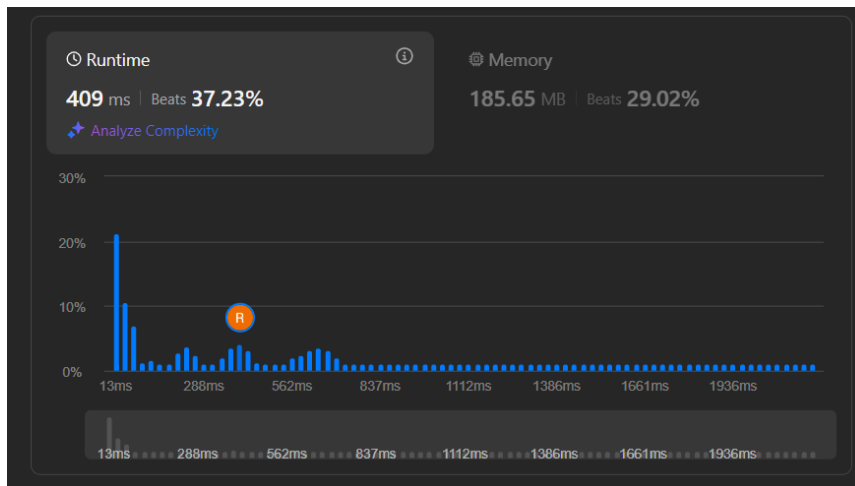 Runtime
409 ms | Beats 37.23%
Analyze Complexity
Memory
185.65 MB | Beats 29.02%
30%
20%
10%
0%
R
13ms 288ms 562ms 837ms 1112ms 1386ms 1661ms 1936ms
13ms 288ms 562ms 837ms 1112ms 1386ms 1661ms 1936ms